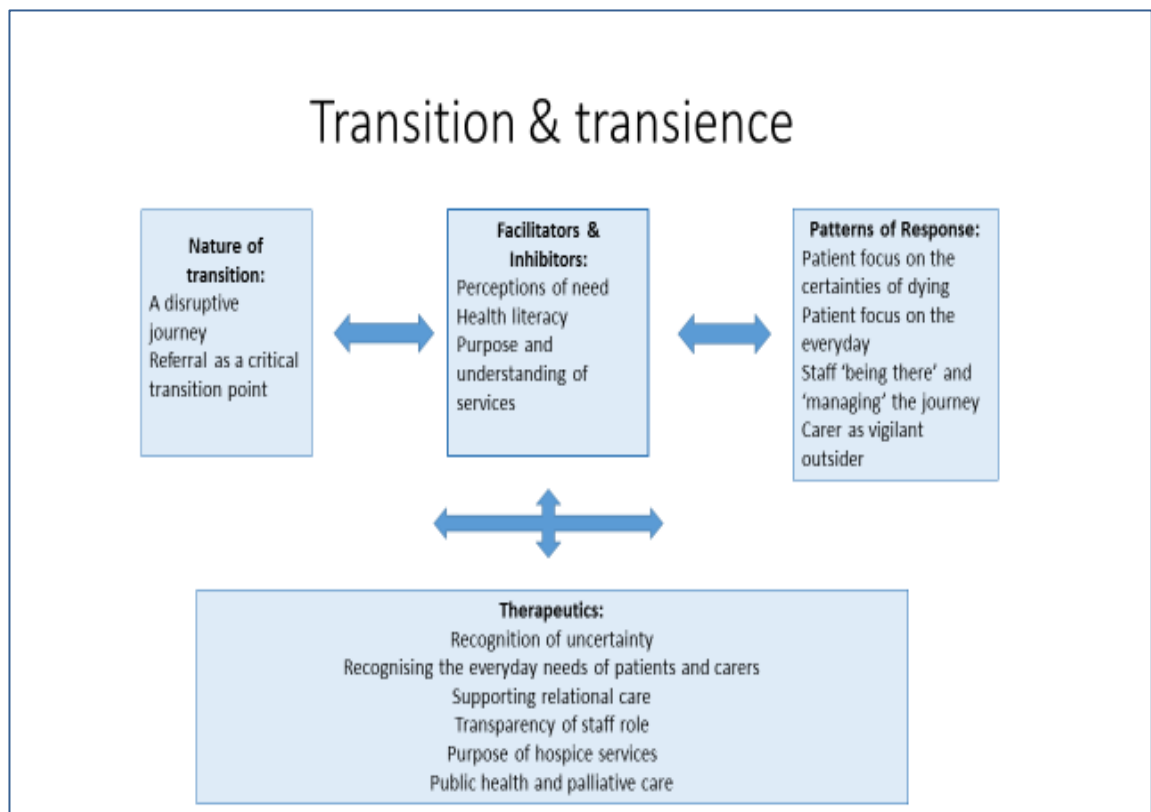 Transition & transience
Nature of
transition:
A disruptive
journey
Referral as a critical
transition point
Facilitators &
Inhibitors:
Perceptions of need
Health literacy
Purpose and
understanding of
services
Patterns of Response:
Patient focus on the
certainties of dying
Patient focus on the
everyday
Staff ‘being there’ and
‘managing’ the journey
Carer as vigilant
outsider
Therapeutics:
Recognition of uncertainty
Recognising the everyday needs of patients and carers
Supporting relational care
Transparency of staff role
Purpose of hospice services
Public health and palliative care